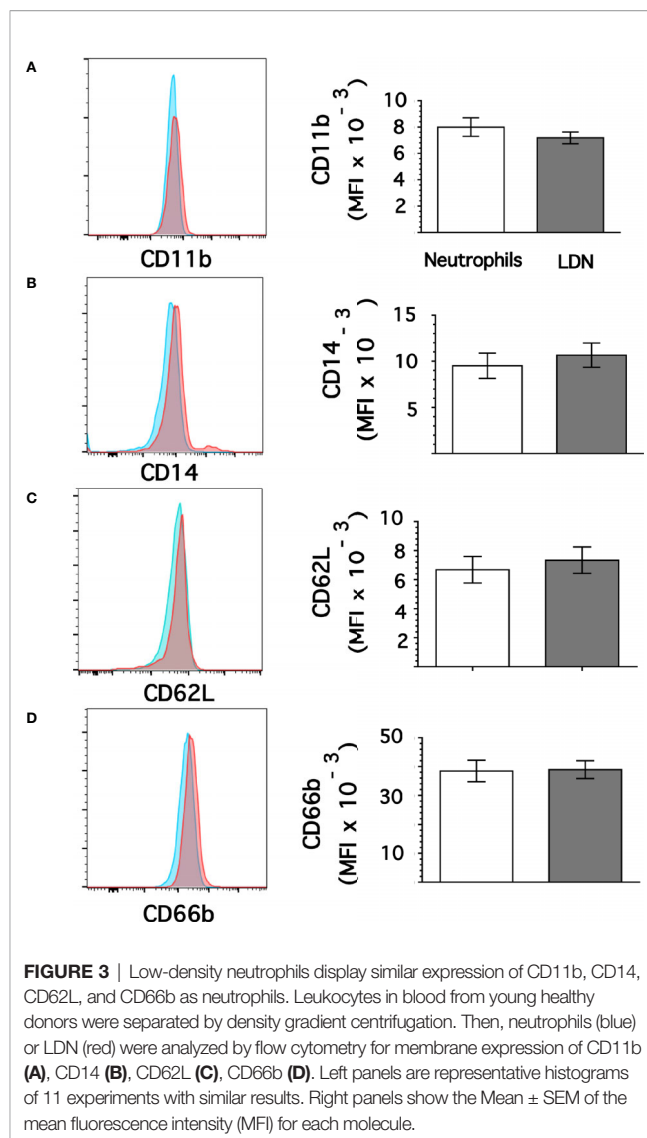 A
CD11b
CD11b
(MFI x 10 - 3)
10
8
6
4
2
Neutrophils LDN
B
CD14
CD14
(MFI x 10 - 3)
15
10
5
C
CD62L
CD62L
(MFI x 10 - 3)
10
8
6
4
2
D
CD66b
CD66b
(MFI x 10 - 3)
50
30
10
FIGURE 3 | Low-density neutrophils display similar expression of CD11b, CD14,
CD62L, and CD66b as neutrophils. Leukocytes in blood from young healthy
donors were separated by density gradient centrifugation. Then, neutrophils (blue)
or LDN (red) were analyzed by flow cytometry for membrane expression of CD11b
(A), CD14 (B), CD62L (C), CD66b (D). Left panels are representative histograms
of 11 experiments with similar results. Right panels show the Mean ± SEM of the
mean fluorescence intensity (MFI) for each molecule.